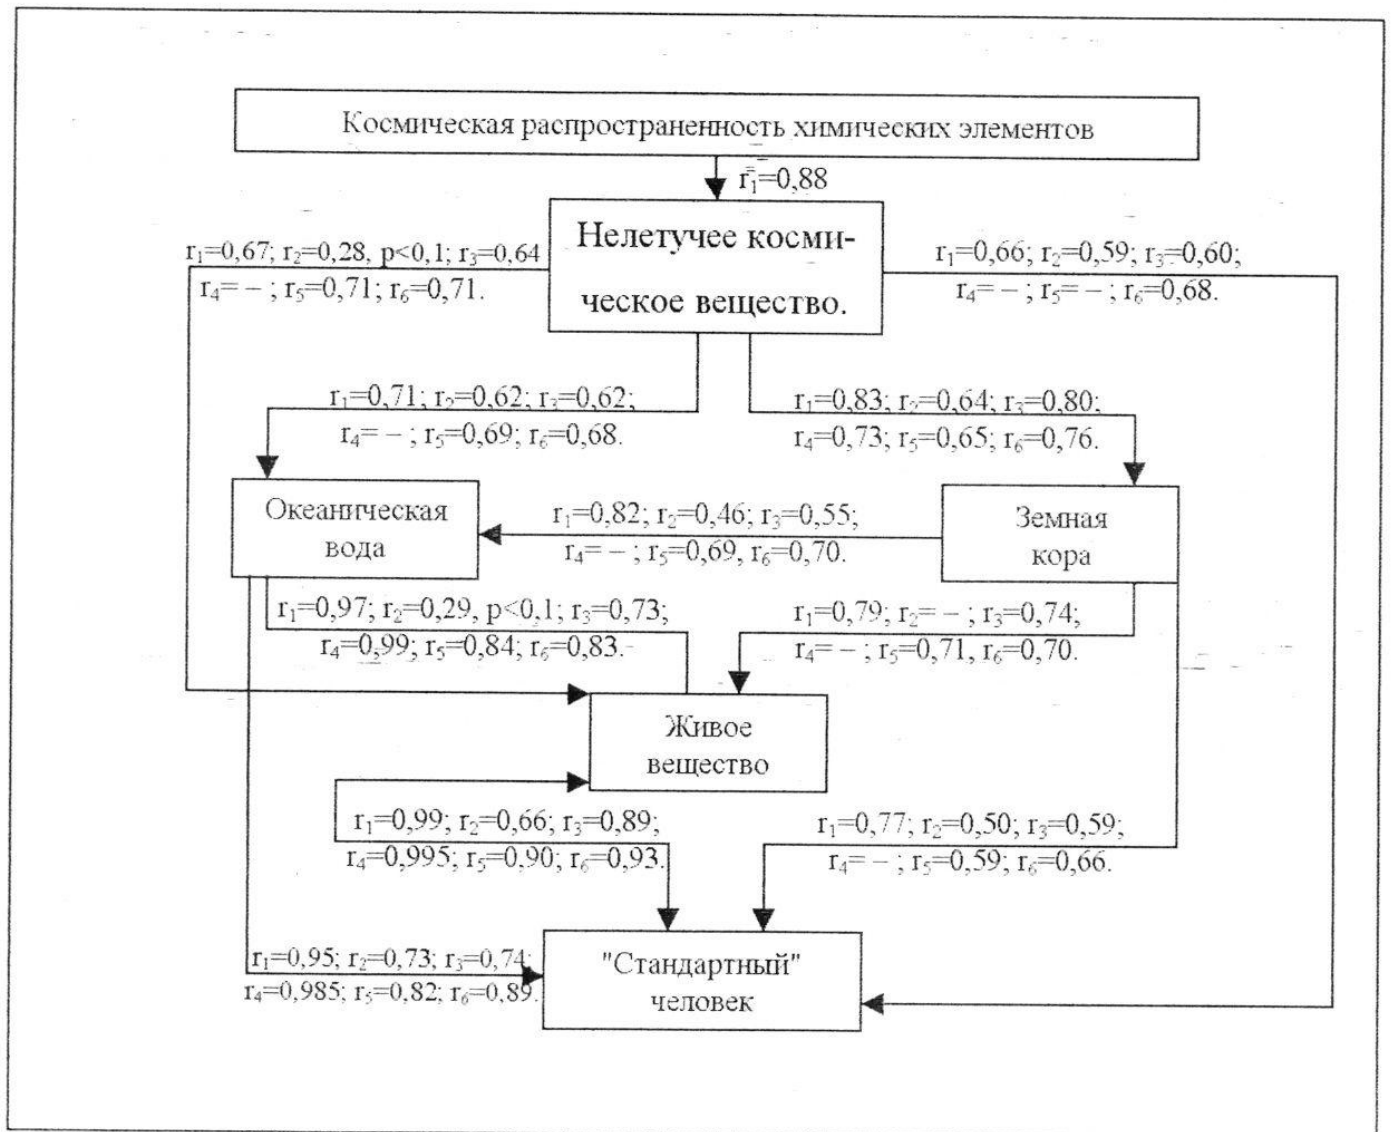 Космическая распространенность химических элементов
r₁=0,88
Нелетучее косми-
ческое вещество.
r₁=0,67; r₂=0,28, p<0,1; r₃=0,64
r₄= – ; r₅=0,71; r₆=0,71.
r₁=0,66; r₂=0,59; r₃=0,60;
r₄= – ; r₅= – ; r₆=0,68.
r₁=0,71; r₂=0,62; r₃=0,62;
r₄= – ; r₅=0,69; r₆=0,68.
r₁=0,83; r₂=0,64; r₃=0,80;
r₄=0,73; r₅=0,65; r₆=0,76.
Океаническая
вода
r₁=0,82; r₂=0,46; r₃=0,55;
r₄= – ; r₅=0,69, r₆=0,70.
Земная
кора
r₁=0,97; r₂=0,29, p<0,1; r₃=0,73;
r₄=0,99; r₅=0,84; r₆=0,83.
r₁=0,79; r₂= – ; r₃=0,74;
r₄= – ; r₅=0,71, r₆=0,70.
Живое
вещество
r₁=0,99; r₂=0,66; r₃=0,89;
r₄=0,995; r₅=0,90; r₆=0,93.
r₁=0,77; r₂=0,50; r₃=0,59;
r₄= – ; r₅=0,59; r₆=0,66.
r₁=0,95; r₂=0,73; r₃=0,74;
r₄=0,985; r₅=0,82; r₆=0,89.
"Стандартный"
человек